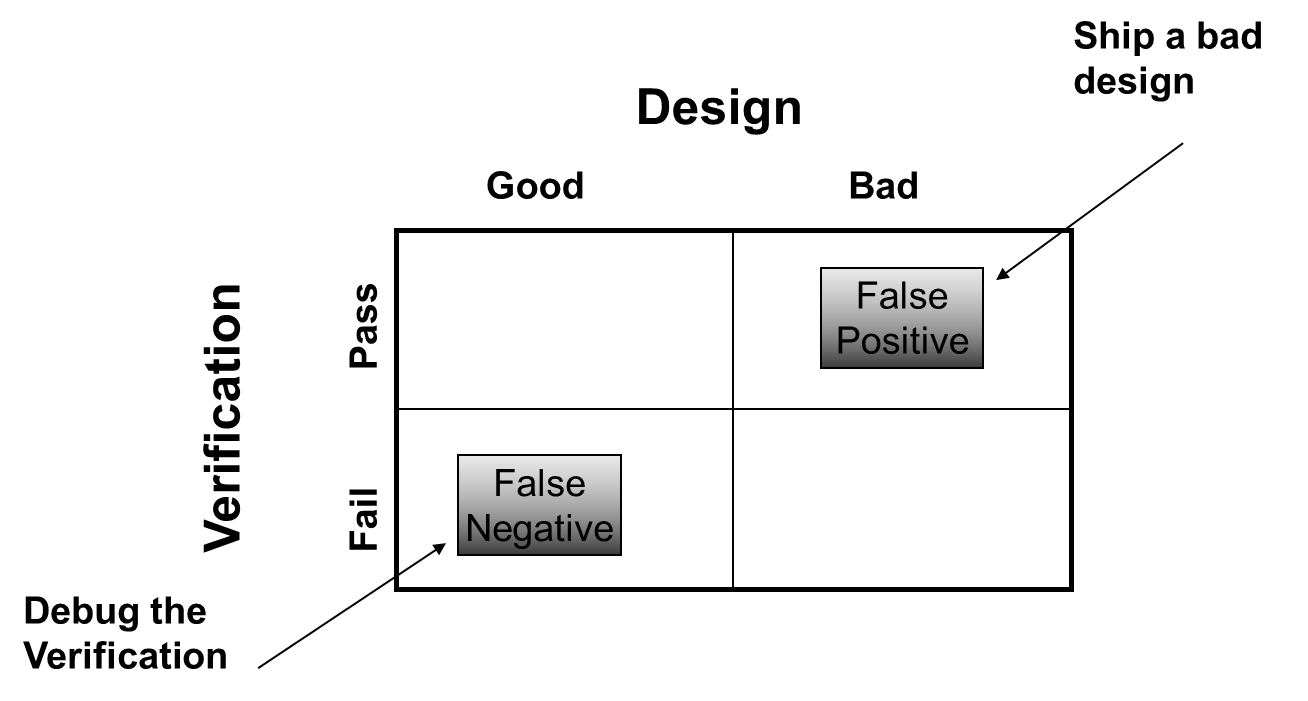 Ship a bad
design
Design
Good
Bad
Verification
Pass
False
Positive
Fail
False
Negative
Debug the
Verification